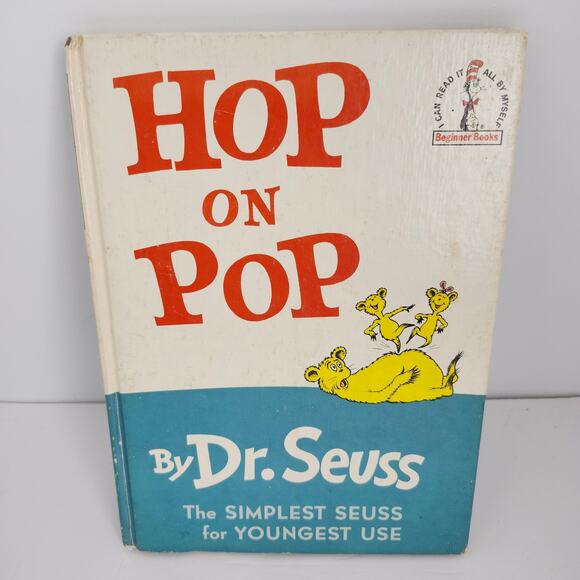 HOP
ON
POP
I CAN READ IT ALL BY MYSELF
Beginner Books
By Dr. Seuss
The SIMPLEST SEUSS
for YOUNGEST USE